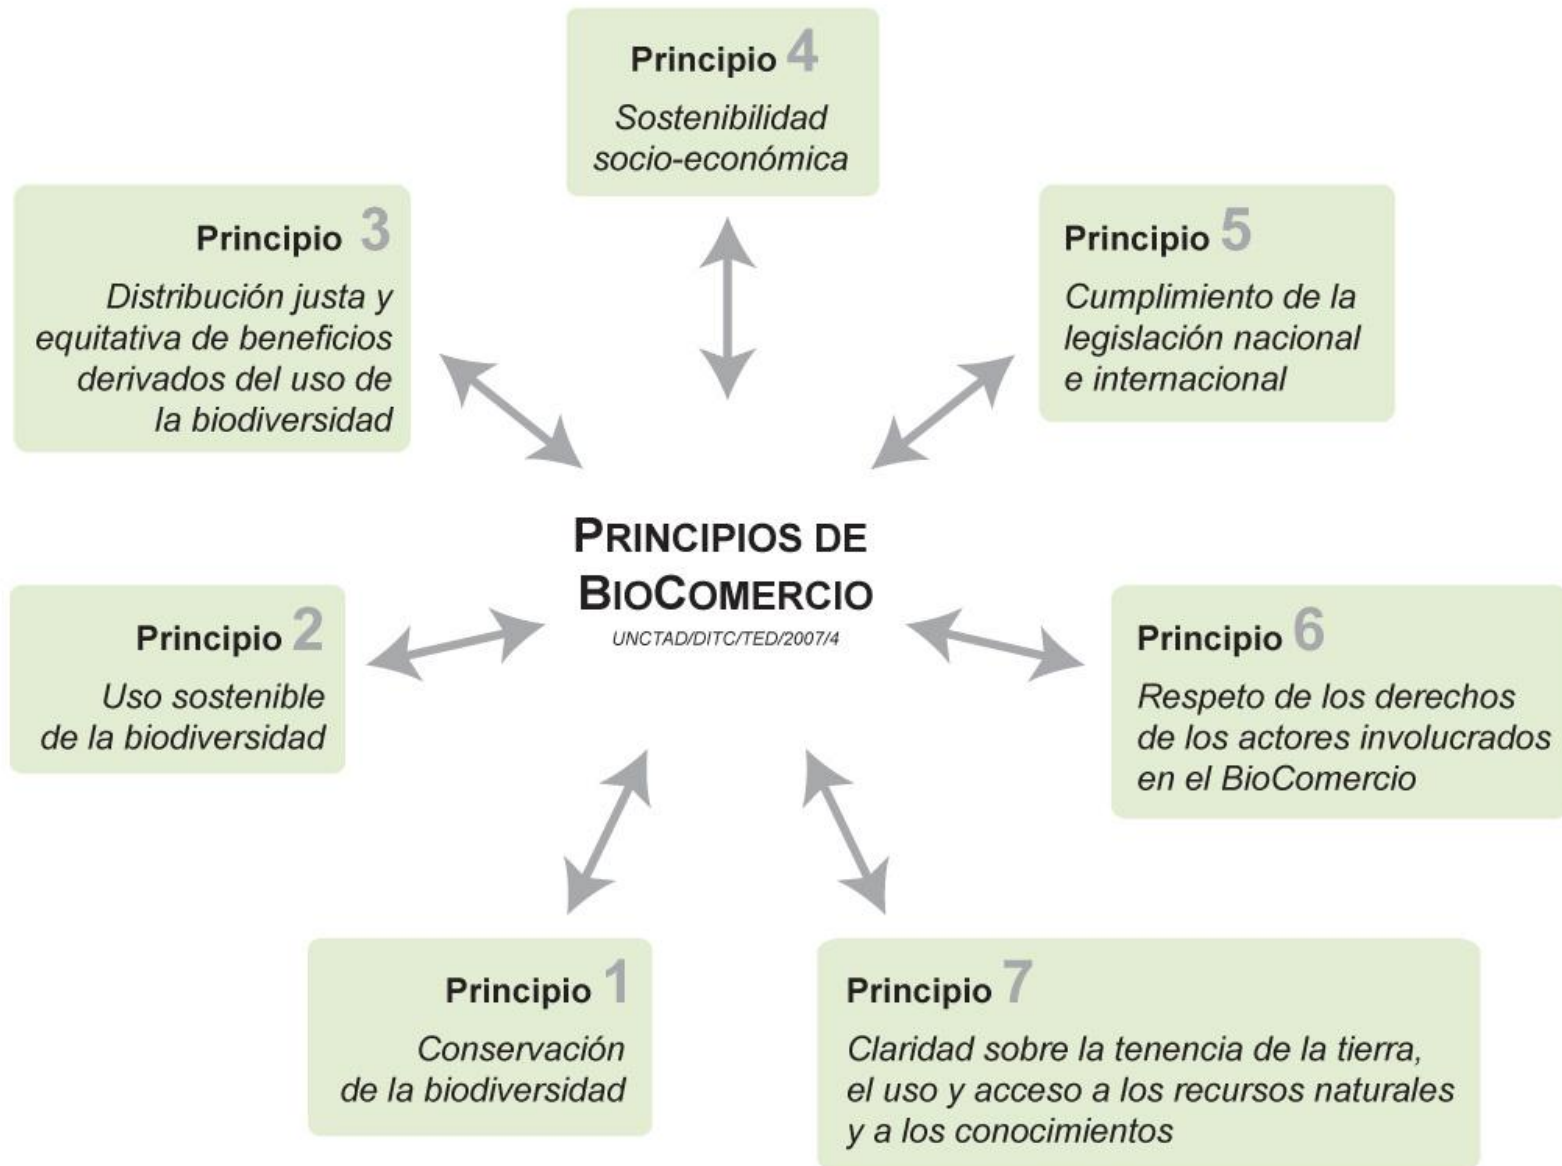 Principio 4
Sostenibilidad
socio-económica
Principio 3
Distribución justa y
equitativa de beneficios
derivados del uso de
la biodiversidad
Principio 5
Cumplimiento de la
legislación nacional
e internacional
PRINCIPIOS DE
BIOCOMERCIO
UNCTAD/DITC/TED/2007/4
Principio 2
Uso sostenible
de la biodiversidad
Principio 6
Respeto de los derechos
de los actores involucrados
en el BioComercio
Principio 1
Conservación
de la biodiversidad
Principio 7
Claridad sobre la tenencia de la tierra,
el uso y acceso a los recursos naturales
y a los conocimientos